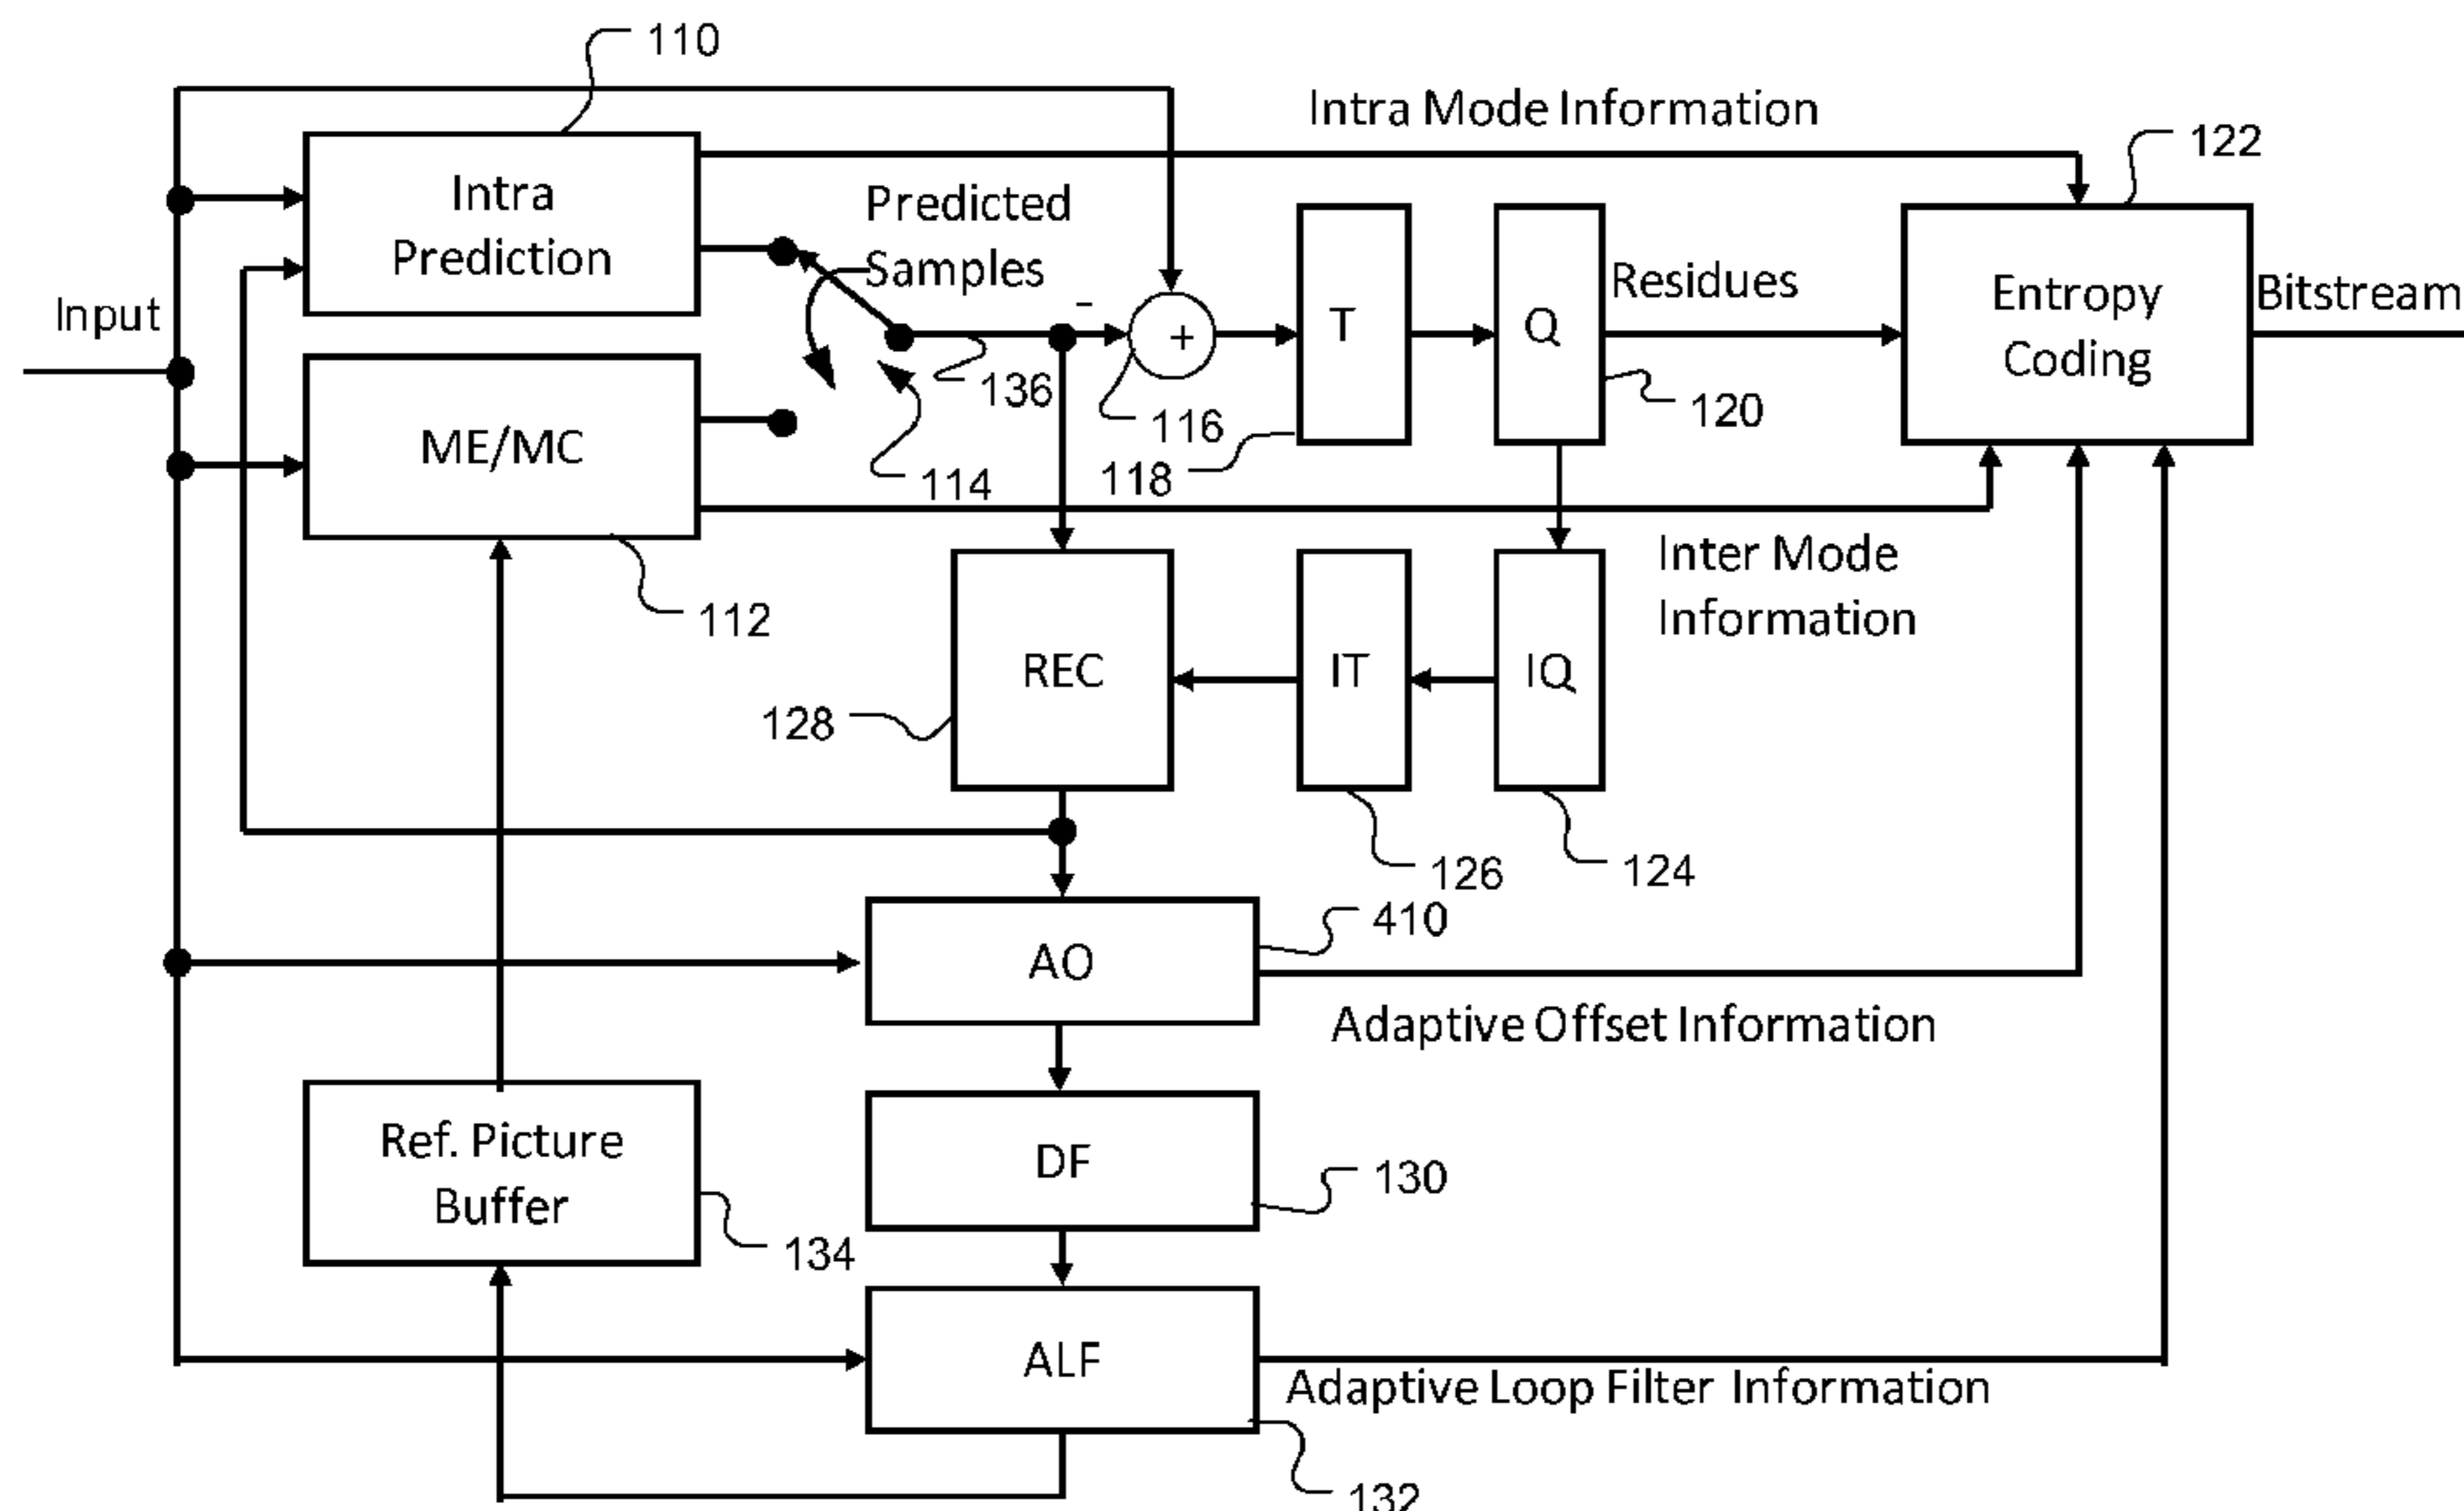 110
Intra Mode Information
122
Intra
Prediction
Predicted
Samples
Input
-
+
T
Q
Residues
Entropy
Coding
Bitstream
136
116
120
ME/MC
114
118
Inter Mode
Information
112
REC
IT
IQ
128
126
124
410
AO
Adaptive Offset Information
Ref. Picture
Buffer
DF
130
134
ALF
Adaptive Loop Filter Information
132